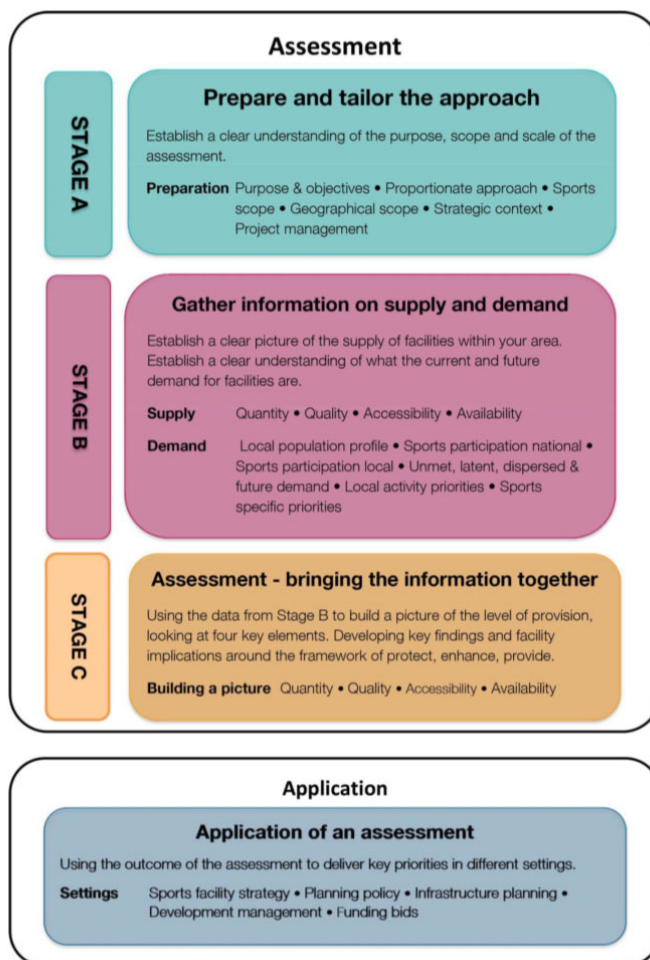 Assessment
STAGE A
Prepare and tailor the approach
Establish a clear understanding of the purpose, scope and scale of the
assessment.
Preparation Purpose & objectives • Proportionate approach • Sports
scope • Geographical scope • Strategic context •
Project management
STAGE B
Gather information on supply and demand
Establish a clear picture of the supply of facilities within your area.
Establish a clear understanding of what the current and future
demand for facilities are.
Supply Quantity • Quality • Accessibility • Availability
Demand Local population profile • Sports participation national •
Sports participation local • Unmet, latent, dispersed &
future demand • Local activity priorities • Sports
specific priorities
STAGE C
Assessment - bringing the information together
Using the data from Stage B to build a picture of the level of provision,
looking at four key elements. Developing key findings and facility
implications around the framework of protect, enhance, provide.
Building a picture Quantity • Quality • Accessibility • Availability
Application
Application of an assessment
Using the outcome of the assessment to deliver key priorities in different settings.
Settings Sports facility strategy • Planning policy • Infrastructure planning •
Development management • Funding bids